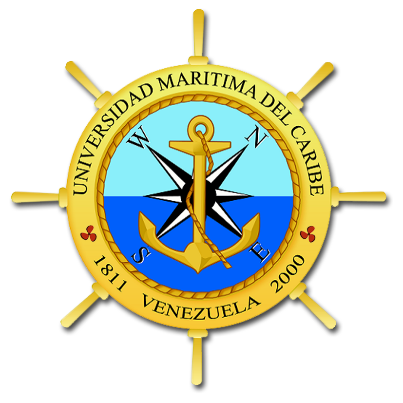 UNIVERSIDAD MARITIMA DEL CARIBE
W N
S E
1811 VENEZUELA 2000